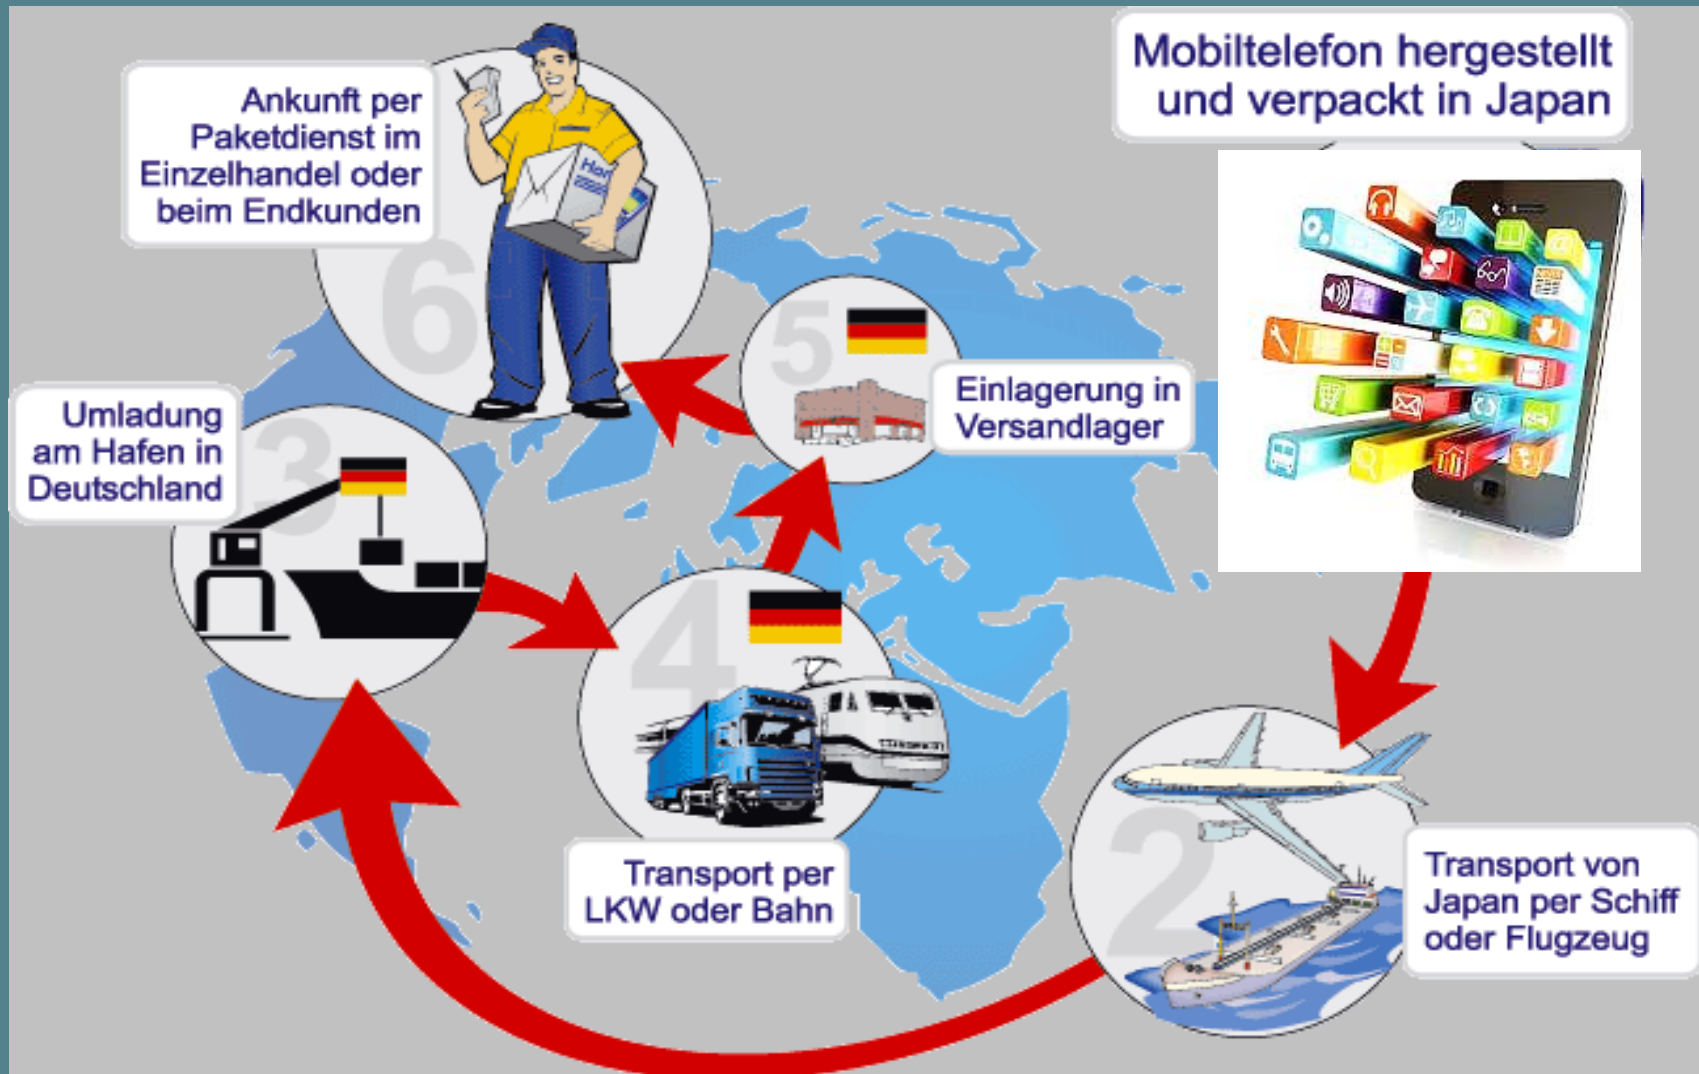 Mobiltelefon hergestellt
und verpackt in Japan
2
Transport von
Japan per Schiff
oder Flugzeug
3
Umladung
am Hafen in
Deutschland
4
Transport per
LKW oder Bahn
5
Einlagerung in
Versandlager
6
Ankunft per
Paketdienst im
Einzelhandel oder
beim Endkunden